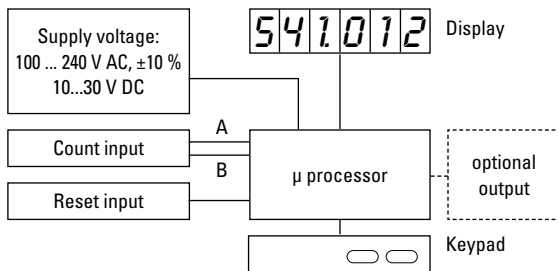 Supply voltage:
100 ... 240 V AC, ±10 %
10...30 V DC
541.012
Display
A
Count input
B
µ processor
optional
output
Reset input
Keypad